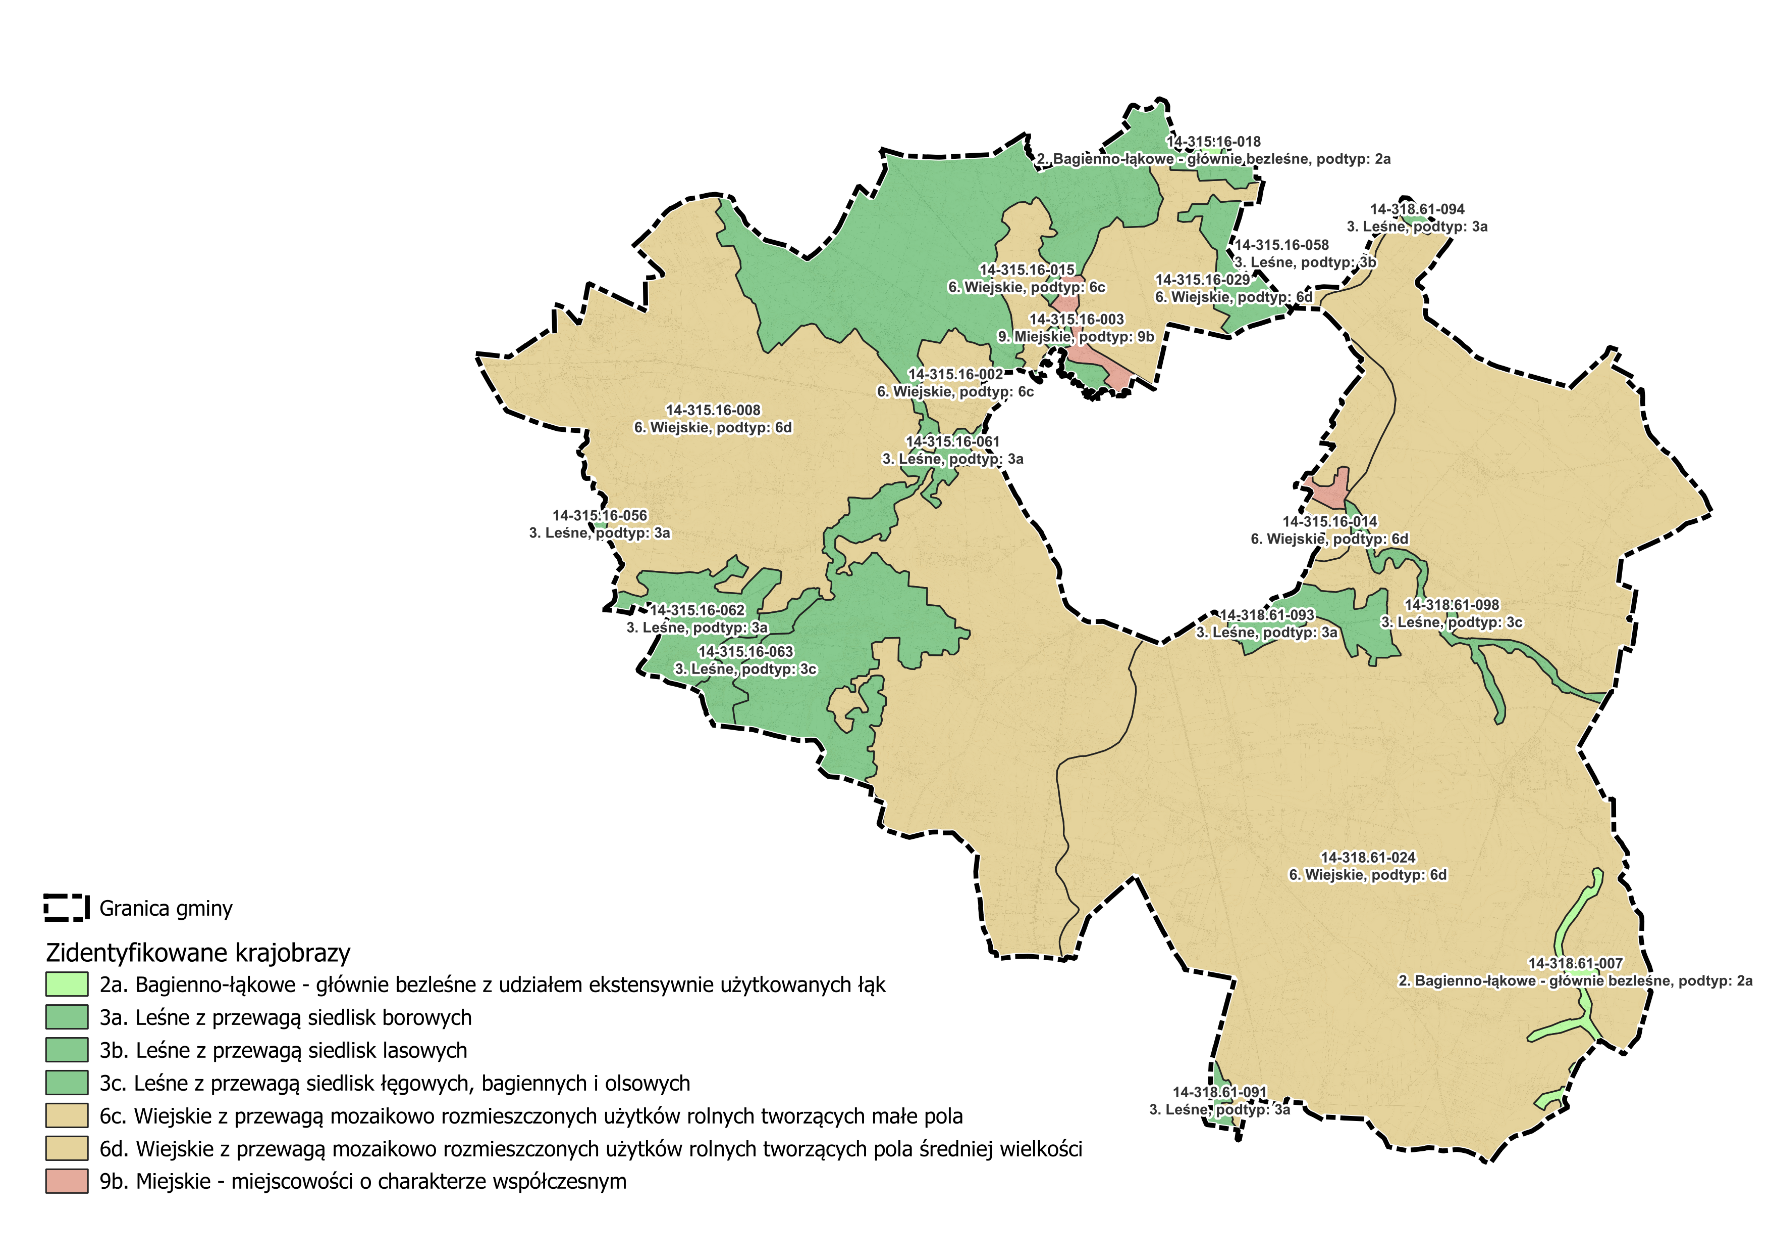 14-315.16-018
2. Bagienno-łąkowe - głównie bezleśne, podtyp: 2a
14-318.61-094
3. Leśne, podtyp: 3a
14-315.16-058
3. Leśne, podtyp: 3b
14-315.16-015
6. Wiejskie, podtyp: 6c
14-315.16-029
6. Wiejskie, podtyp: 6d
14-315.16-003
9. Miejskie, podtyp: 9b
14-315.16-002
6. Wiejskie, podtyp: 6c
14-315.16-008
6. Wiejskie, podtyp: 6d
14-315.16-061
3. Leśne, podtyp: 3a
14-315.16-056
3. Leśne, podtyp: 3a
14-315.16-014
6. Wiejskie, podtyp: 6d
14-315.16-062
3. Leśne, podtyp: 3a
14-318.61-093
3. Leśne, podtyp: 3a
14-318.61-098
3. Leśne, podtyp: 3c
14-315.16-063
3. Leśne, podtyp: 3c
14-318.61-024
6. Wiejskie, podtyp: 6d
14-318.61-007
2. Bagienno-łąkowe - głównie bezleśne, podtyp: 2a
14-318.61-091
3. Leśne, podtyp: 3a
Granica gminy
Zidentyfikowane krajobrazy
2a. Bagienno-łąkowe - głównie bezleśne z udziałem ekstensywnie użytkowanych łąk
3a. Leśne z przewagą siedlisk borowych
3b. Leśne z przewagą siedlisk lasowych
3c. Leśne z przewagą siedlisk łęgowych, bagiennych i olsowych
6c. Wiejskie z przewagą mozaikowo rozmieszczonych użytków rolnych tworzących małe pola
6d. Wiejskie z przewagą mozaikowo rozmieszczonych użytków rolnych tworzących pola średniej wielkości
9b. Miejskie - miejscowości o charakterze współczesnym